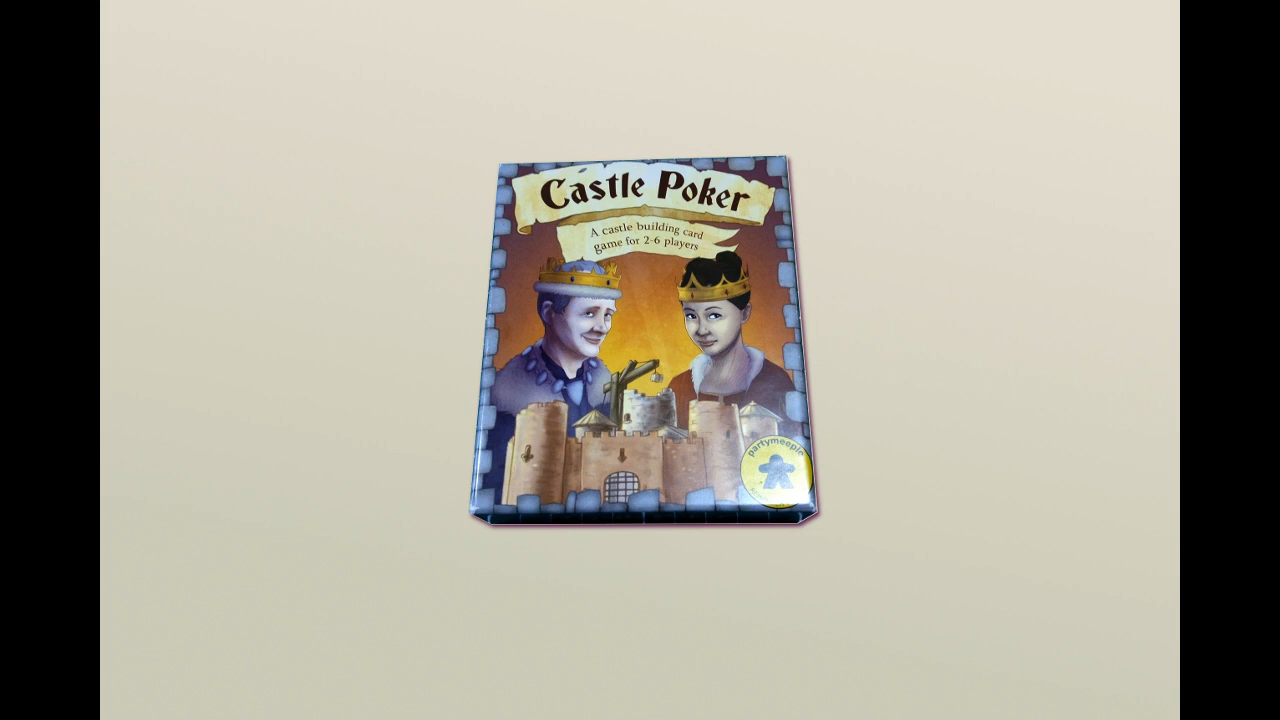 Castle Poker
A castle building card
game for 2-6 players
partymeeple